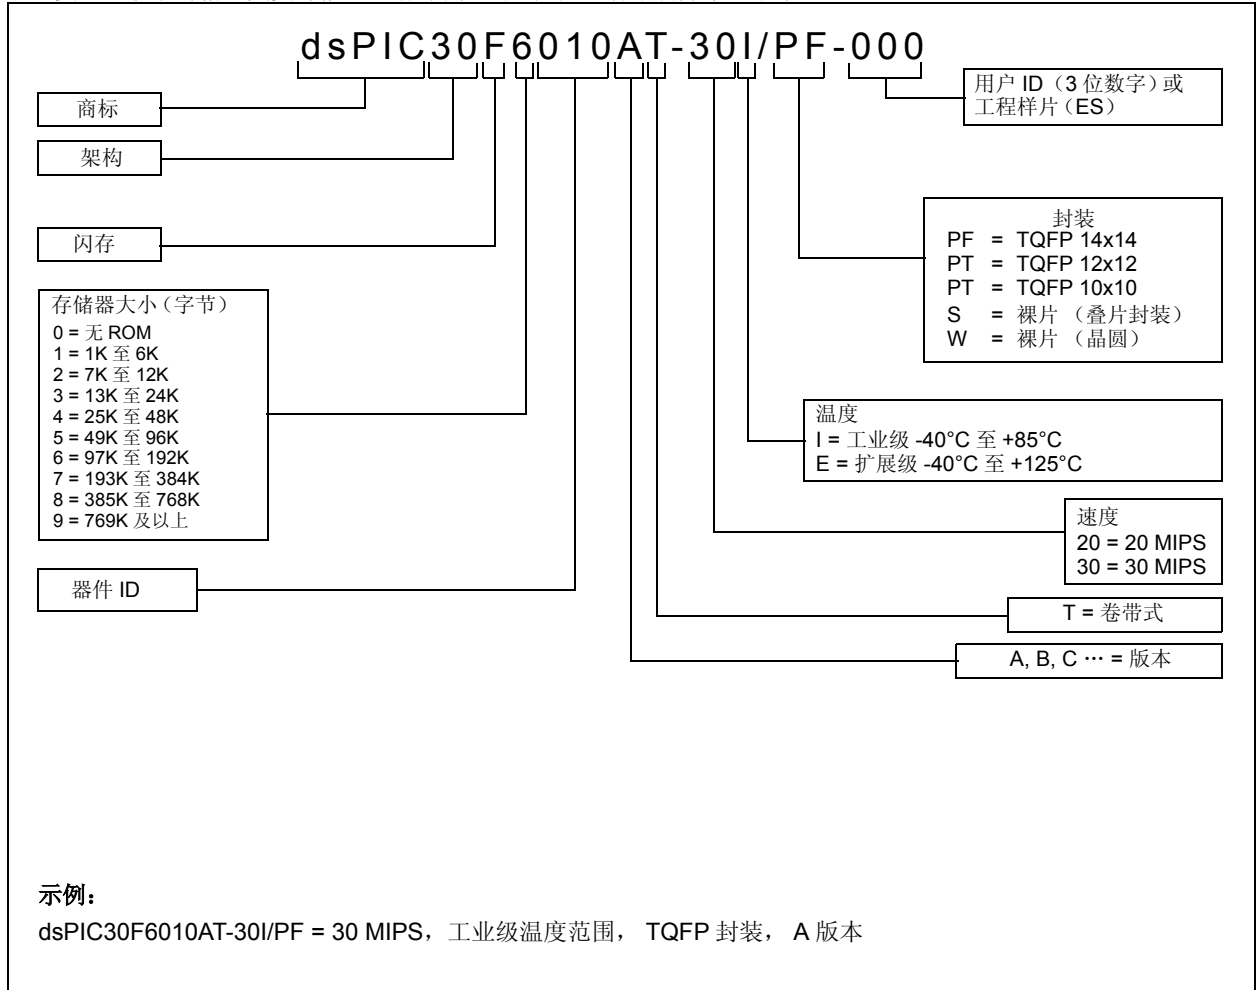 dsPIC30F6010AT-30I/PF-000
商标
架构
闪存
存储器大小（字节）
0 = 无 ROM
1 = 1K 至 6K
2 = 7K 至 12K
3 = 13K 至 24K
4 = 25K 至 48K
5 = 49K 至 96K
6 = 97K 至 192K
7 = 193K 至 384K
8 = 385K 至 768K
9 = 769K 及以上
器件 ID
用户 ID（3 位数字）或
工程样片（ES）
封装
PF = TQFP 14x14
PT = TQFP 12x12
PT = TQFP 10x10
S = 裸片 （叠片封装）
W = 裸片 （晶圆）
温度
I = 工业级 -40°C 至 +85°C
E = 扩展级 -40°C 至 +125°C
速度
20 = 20 MIPS
30 = 30 MIPS
T = 卷带式
A, B, C … = 版本
示例：
dsPIC30F6010AT-30I/PF = 30 MIPS，工业级温度范围， TQFP 封装， A 版本